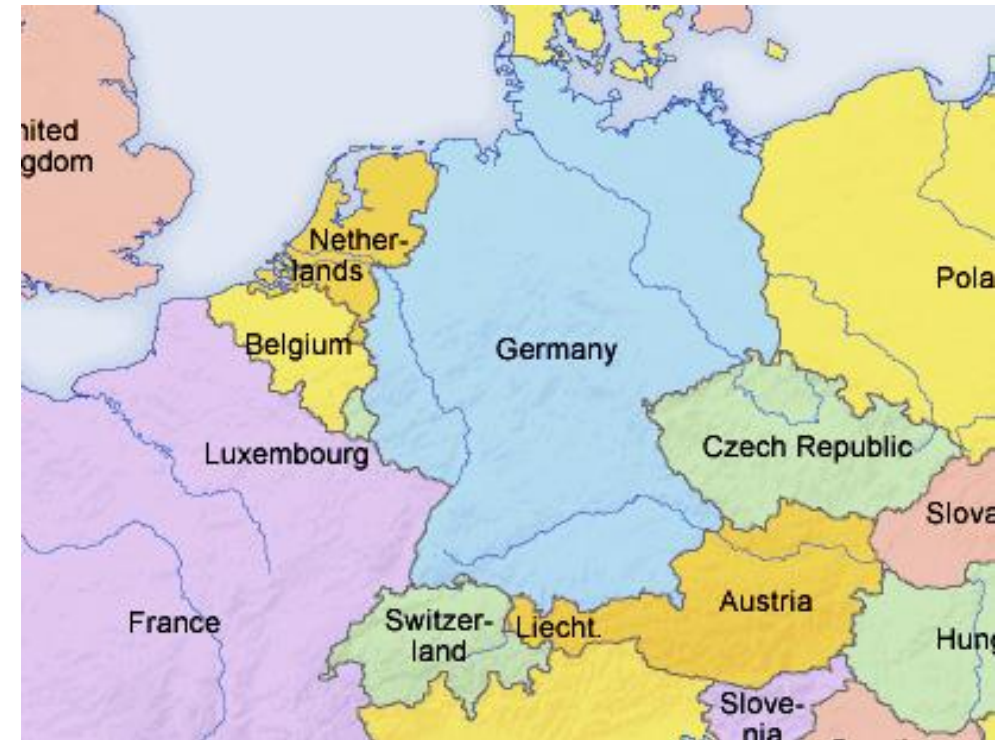 nited
gdom
Nether-
lands
Pola
Belgium
Germany
Luxembourg
Czech Republic
Slova
France
Switzer-
land
Liecht.
Austria
Hung
Slove-
nia